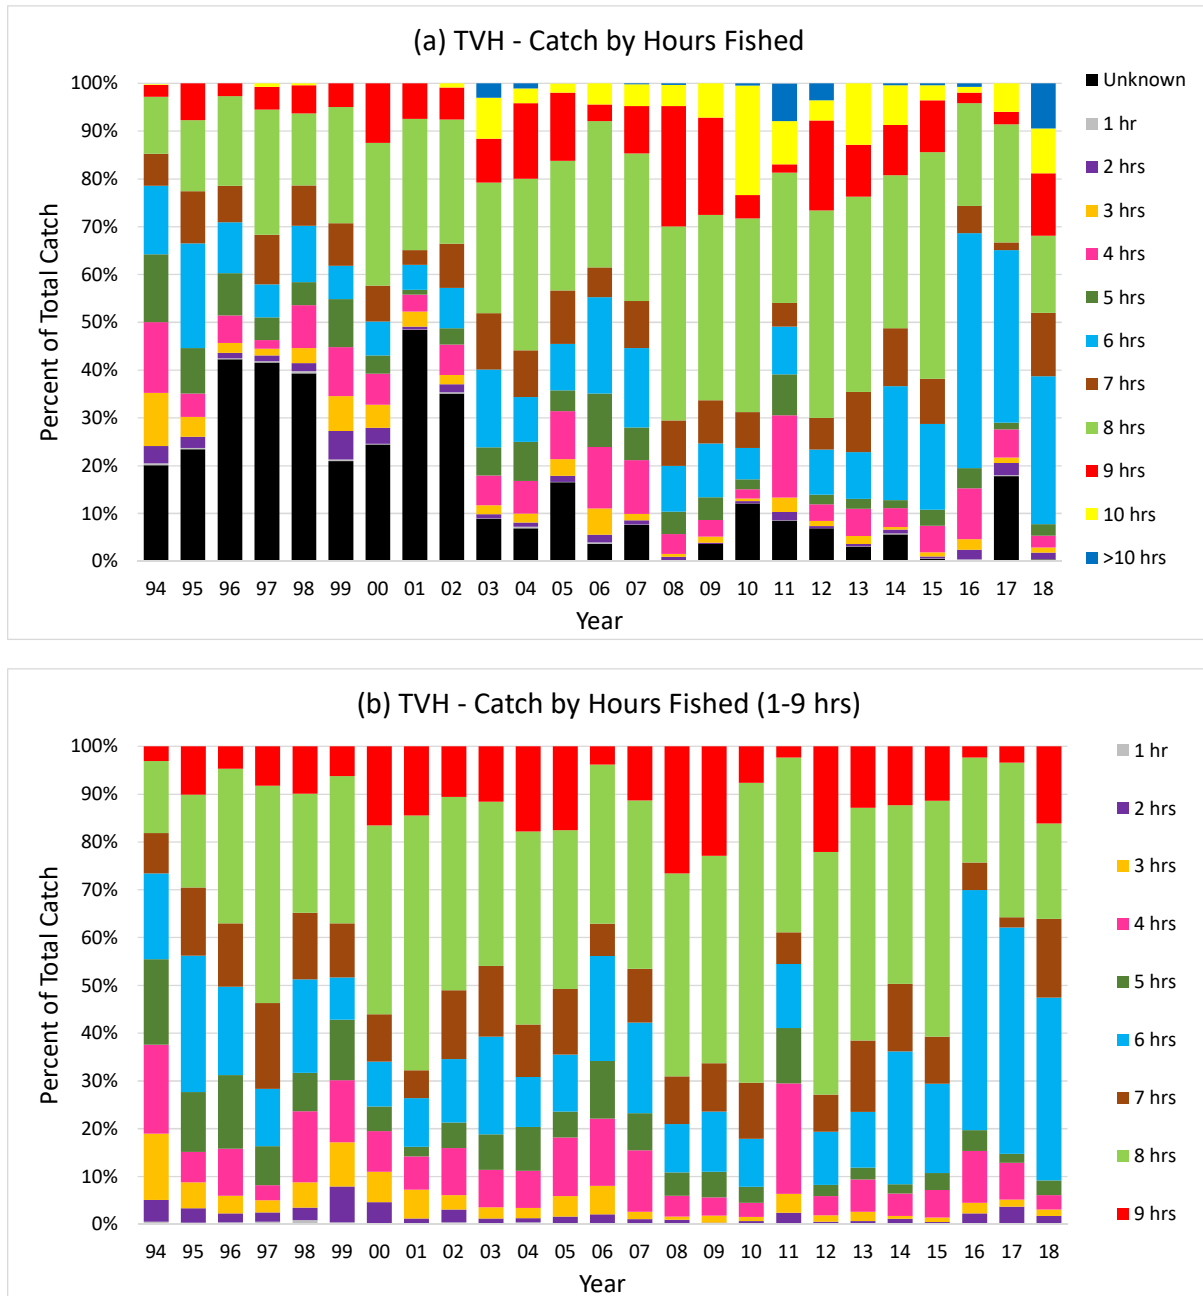 (a) TVH - Catch by Hours Fished
Percent of Total Catch
100%
90%
80%
70%
60%
50%
40%
30%
20%
10%
0%
94 95 96 97 98 99 00 01 02 03 04 05 06 07 08 09 10 11 12 13 14 15 16 17 18
Year
Unknown
1 hr
2 hrs
3 hrs
4 hrs
5 hrs
6 hrs
7 hrs
8 hrs
9 hrs
10 hrs
>10 hrs
(b) TVH - Catch by Hours Fished (1-9 hrs)
Percent of Total Catch
100%
90%
80%
70%
60%
50%
40%
30%
20%
10%
0%
94 95 96 97 98 99 00 01 02 03 04 05 06 07 08 09 10 11 12 13 14 15 16 17 18
Year
1 hr
2 hrs
3 hrs
4 hrs
5 hrs
6 hrs
7 hrs
8 hrs
9 hrs